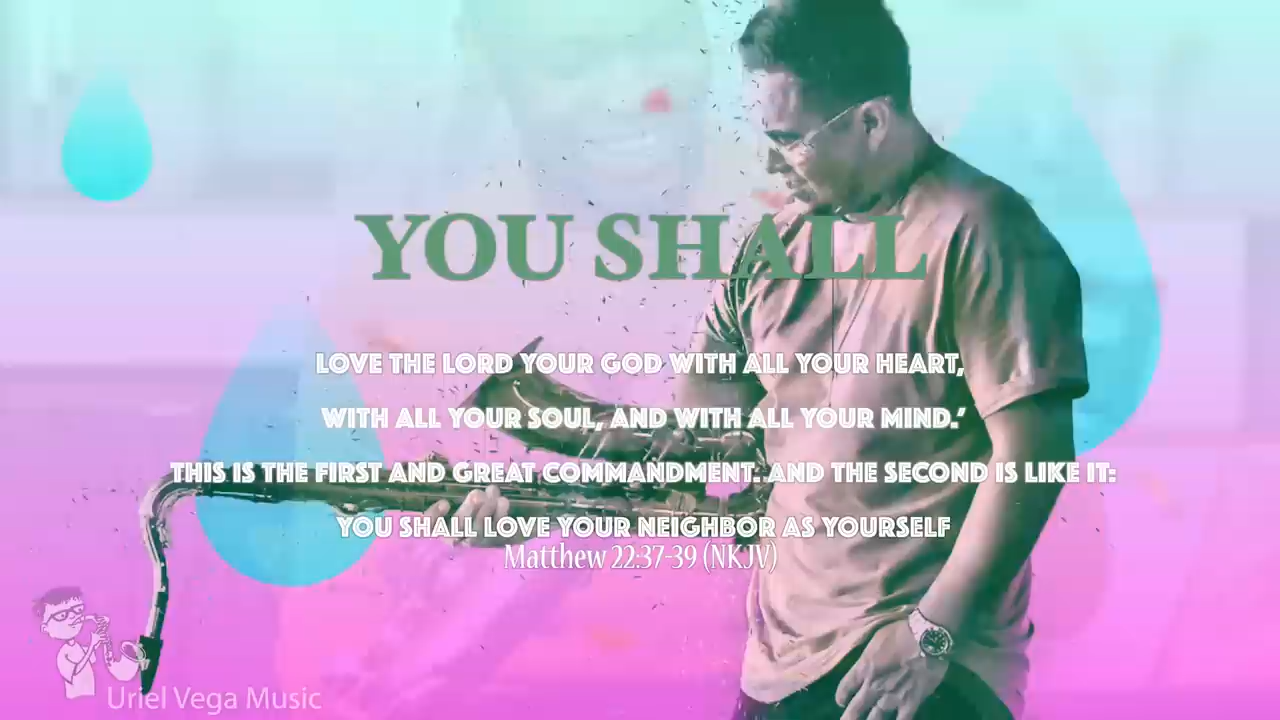 YOU SHALL
LOVE THE LORD YOUR GOD WITH ALL YOUR HEART,
WITH ALL YOUR SOUL, AND WITH ALL YOUR MIND.'
THIS IS THE FIRST AND GREAT COMMANDMENT. AND THE SECOND IS LIKE IT:
YOU SHALL LOVE YOUR NEIGHBOR AS YOURSELF
Matthew 22:37-39 (NKJV)
Uriel Vega Music